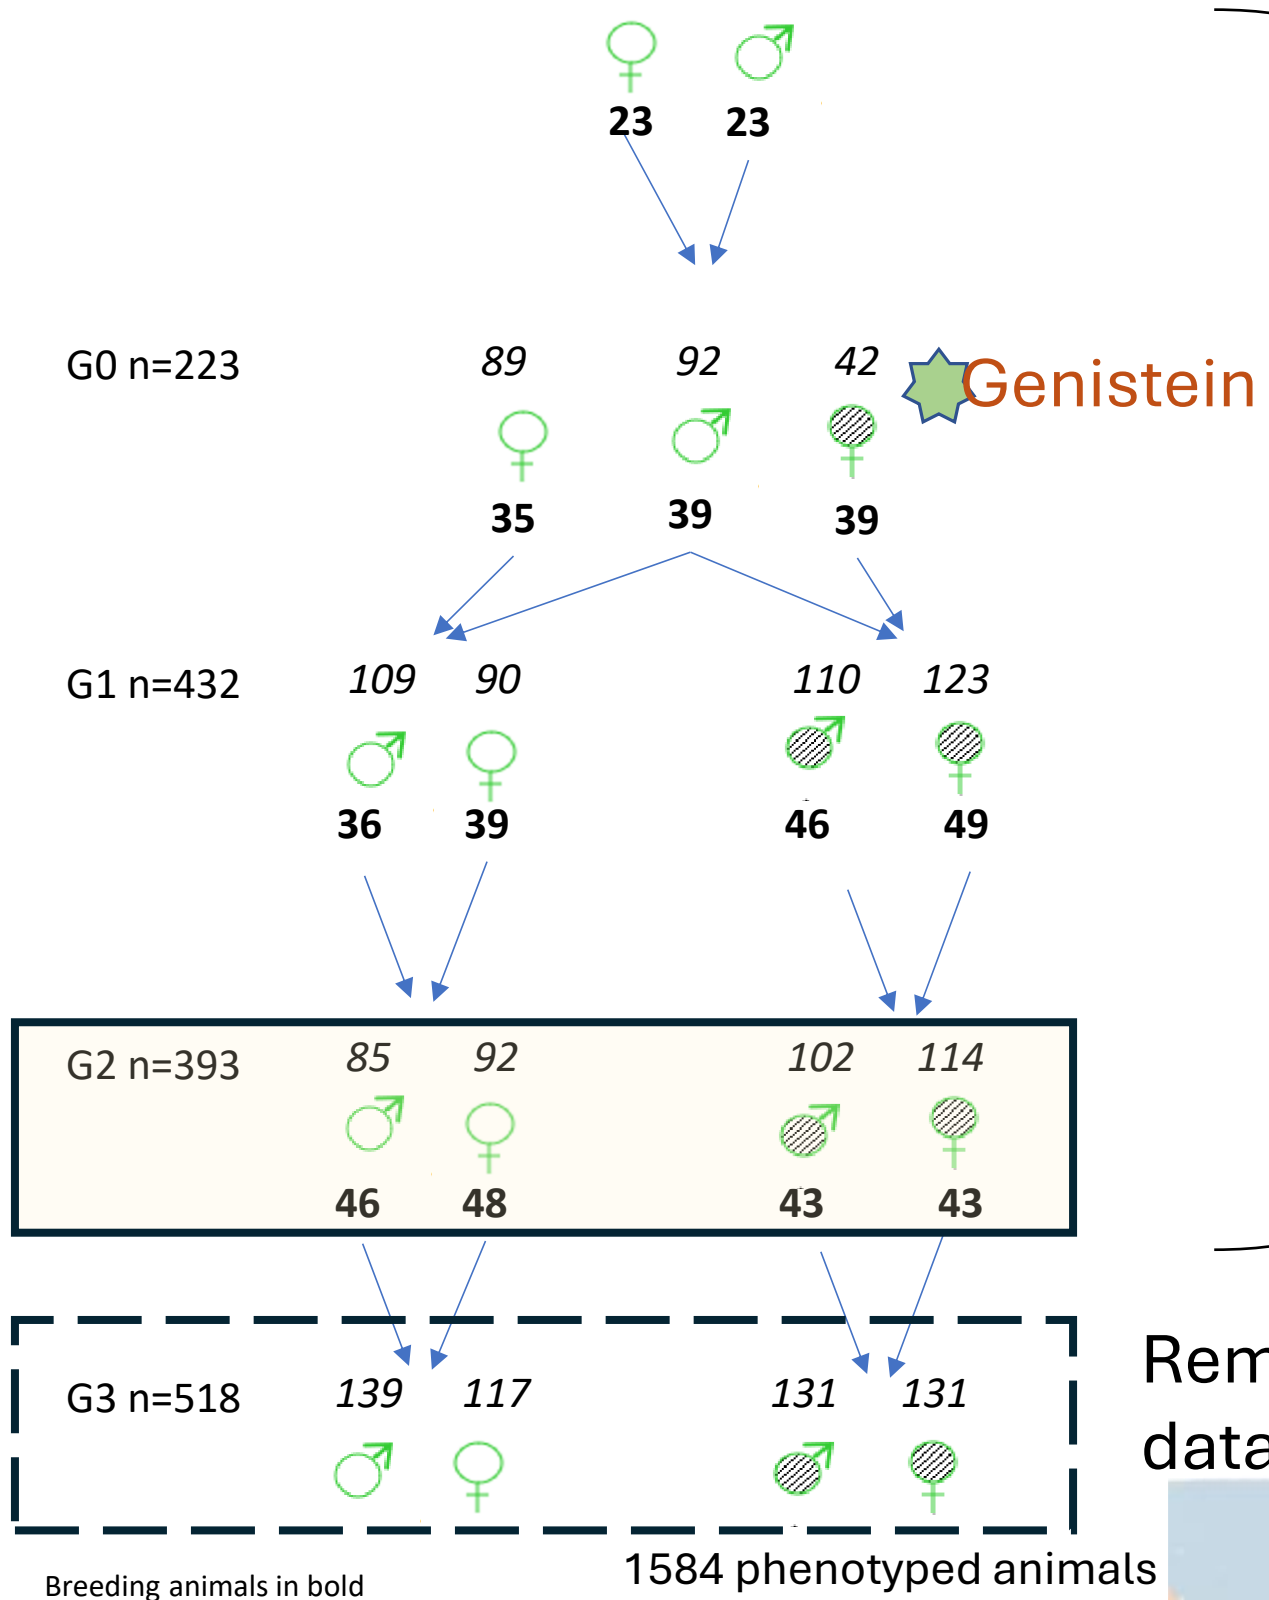 23 23
G0 n=223 89 92 42 Genistein
35 39 39
G1 n=432 109 90 110 123
36 39 46 49
G2 n=393 85 92 102 114
46 48 43 43
G3 n=518 139 117 131 131
data
1584 phenotyped animals
Breeding animals in bold